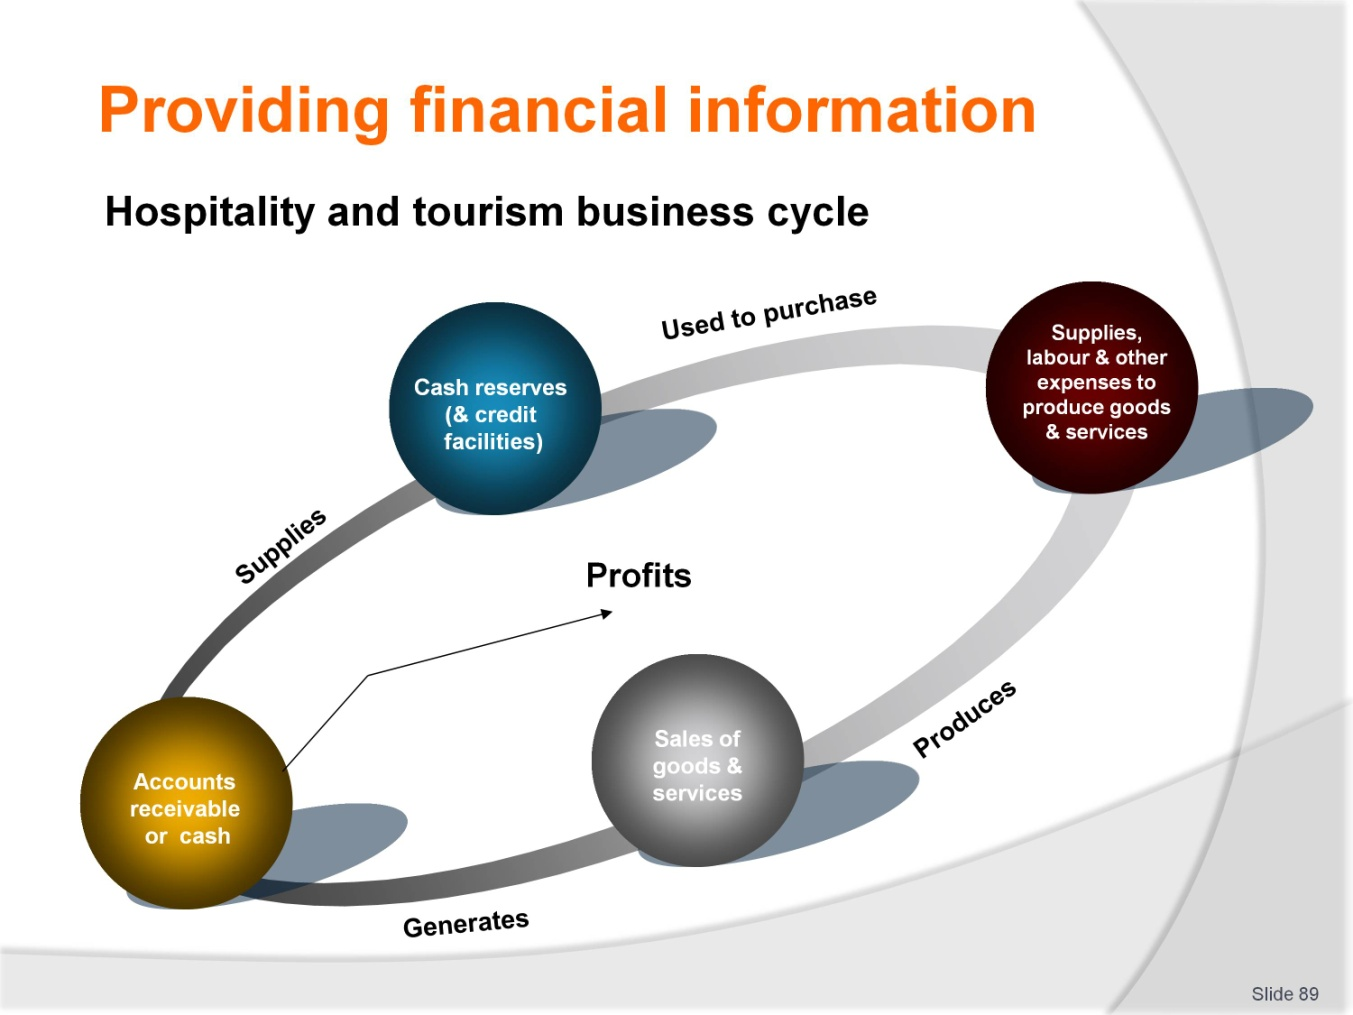 Providing financial information
Hospitality and tourism business cycle
Used to purchase
Supplies,
labour & other
expenses to
produce goods
& services
Cash reserves
(& credit
facilities)
Supplies
Profits
Produces
Sales of
goods &
services
Accounts
receivable
or cash
Generates
Slide 89